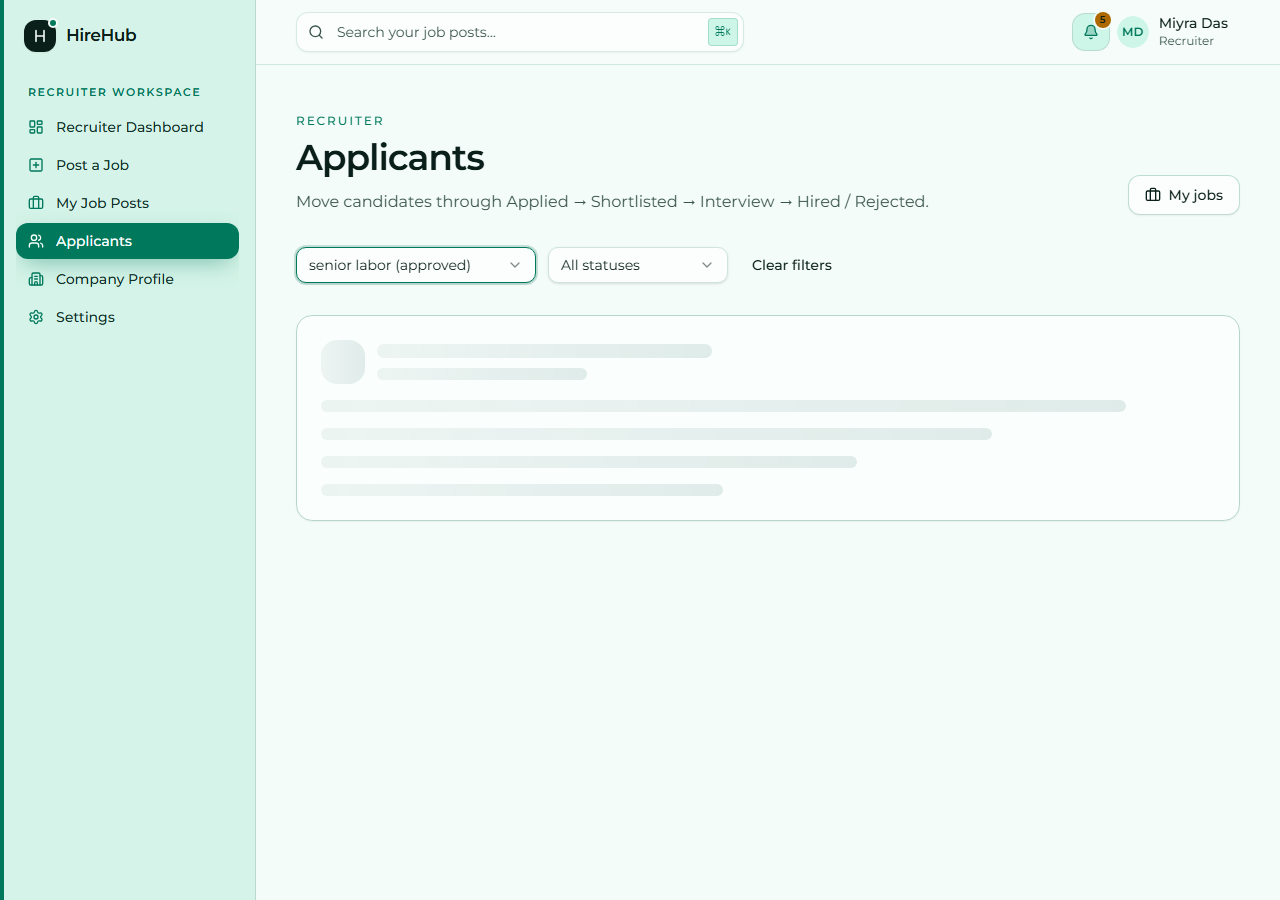 H HireHub
Search your job posts...
⌘K
5
MD
Miyra Das
Recruiter
RECRUITER WORKSPACE
Recruiter Dashboard
Post a Job
My Job Posts
Applicants
Company Profile
Settings
RECRUITER
Applicants
Move candidates through Applied → Shortlisted → Interview → Hired / Rejected.
My jobs
senior labor (approved)
All statuses
Clear filters